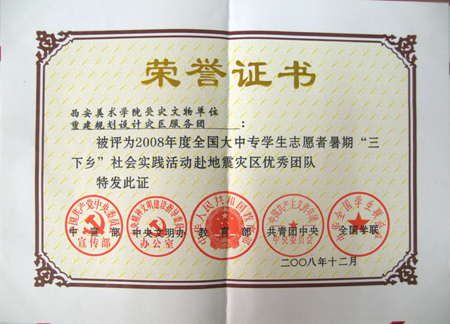 荣誉证书
西安美术学院受灾文物单位
重建规划设计灾区服务团:
被评为2008年度全国大中专学生志愿者暑期“三
下乡”社会实践活动赴地震灾区优秀团队
特发此证
中宣部 中央文明办 教育部 共青团中央 全国学联
二〇〇八年十二月